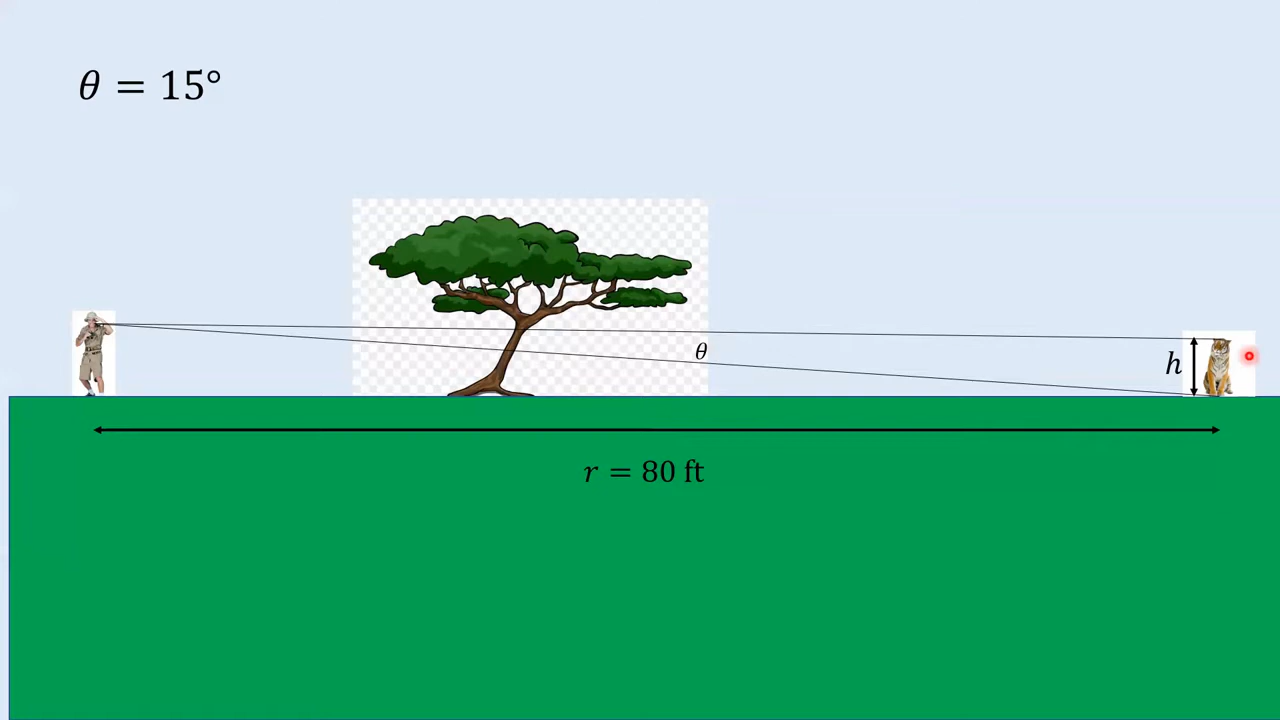 θ = 15°
θ
h
r = 80 ft